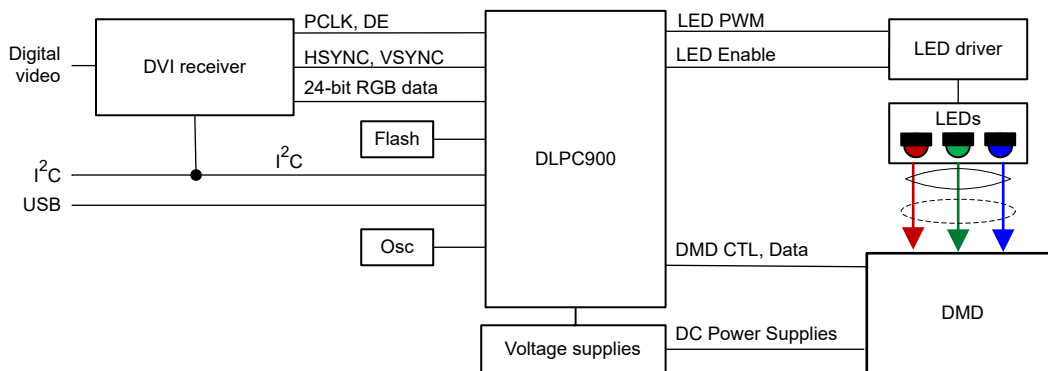 PCLK, DE
LED PWM
Digital
video
DVI receiver
HSYNC, VSYNC
LED Enable
LED driver
24-bit RGB data
LEDs
Flash
DLPC900
I²C
I²C
USB
Osc
DMD CTL, Data
DMD
Voltage supplies
DC Power Supplies